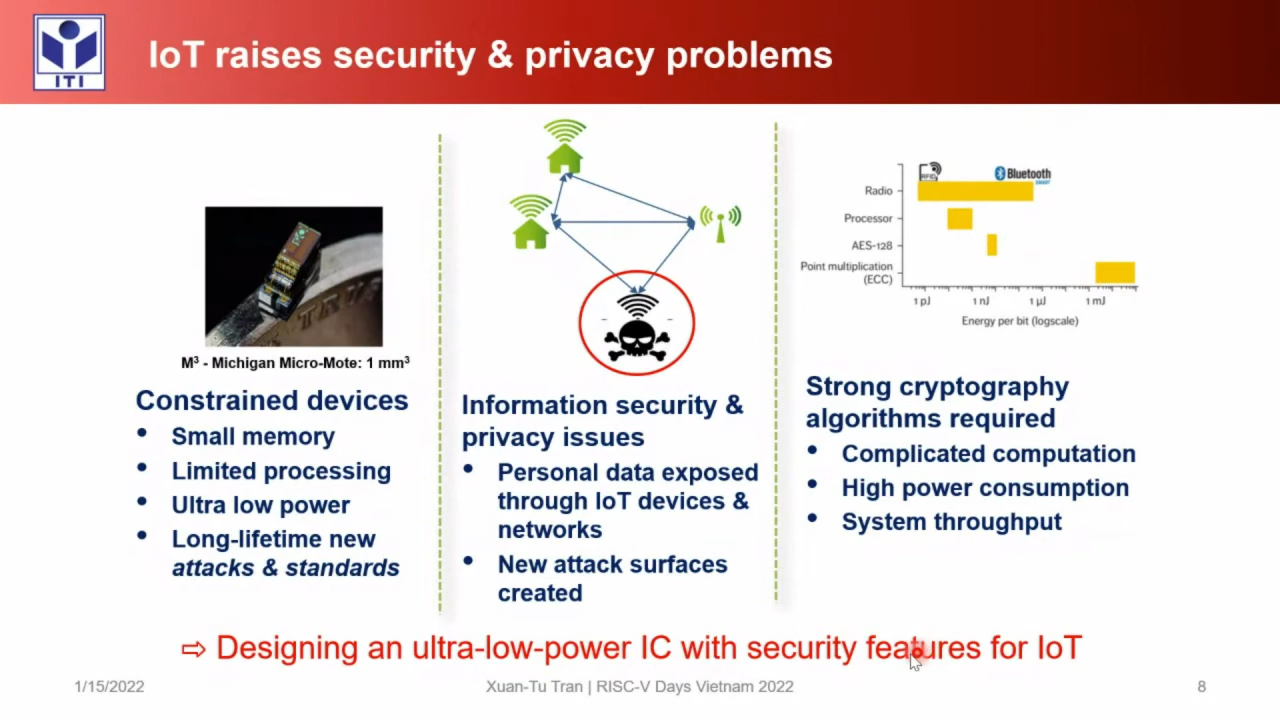 ITI
IoT raises security & privacy problems
TRUS
M³ - Michigan Micro-Mote: 1 mm³
Constrained devices
• Small memory
• Limited processing
• Ultra low power
• Long-lifetime new
attacks & standards
Information security &
privacy issues
• Personal data exposed
through IoT devices &
networks
• New attack surfaces
created
RFID
Bluetooth
SMART
Radio
Processor
AES-128
Point multiplication
(ECC)
1 pJ 1 nJ 1 µJ 1 mJ
Energy per bit (logscale)
Strong cryptography
algorithms required
• Complicated computation
• High power consumption
• System throughput
⇨ Designing an ultra-low-power IC with security features for IoT
1/15/2022 Xuan-Tu Tran | RISC-V Days Vietnam 2022 8